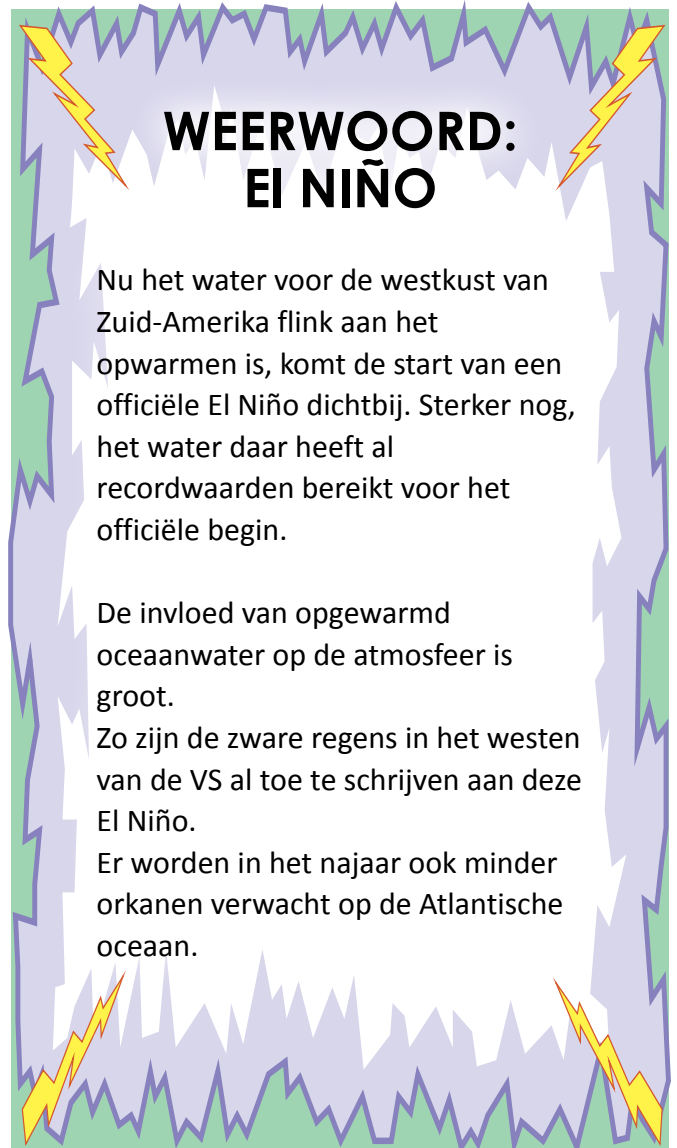 WEERWOORD:
El NIÑO
Nu het water voor de westkust van
Zuid-Amerika flink aan het
opwarmen is, komt de start van een
officiële El Niño dichtbij. Sterker nog,
het water daar heeft al
recordwaarden bereikt voor het
officiële begin.
De invloed van opgewarmd
oceaanwater op de atmosfeer is
groot.
Zo zijn de zware regens in het westen
van de VS al toe te schrijven aan deze
El Niño.
Er worden in het najaar ook minder
orkanen verwacht op de Atlantische
oceaan.